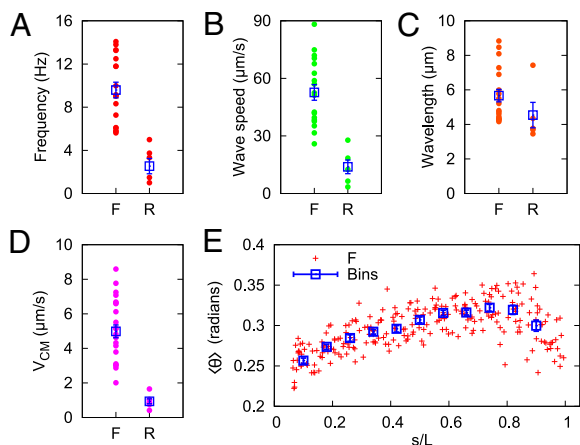 A
Frequency (Hz)
16
12
8
4
0
F R
B
Wave speed (µm/s)
90
60
30
0
F R
C
Wavelength (µm)
10
8
6
4
2
0
F R
D
V_CM (µm/s)
10
8
6
4
2
0
F R
E
F
Bins
⟨θ⟩ (radians)
0.4
0.35
0.3
0.25
0.2
0 0.2 0.4 0.6 0.8 1
s/L